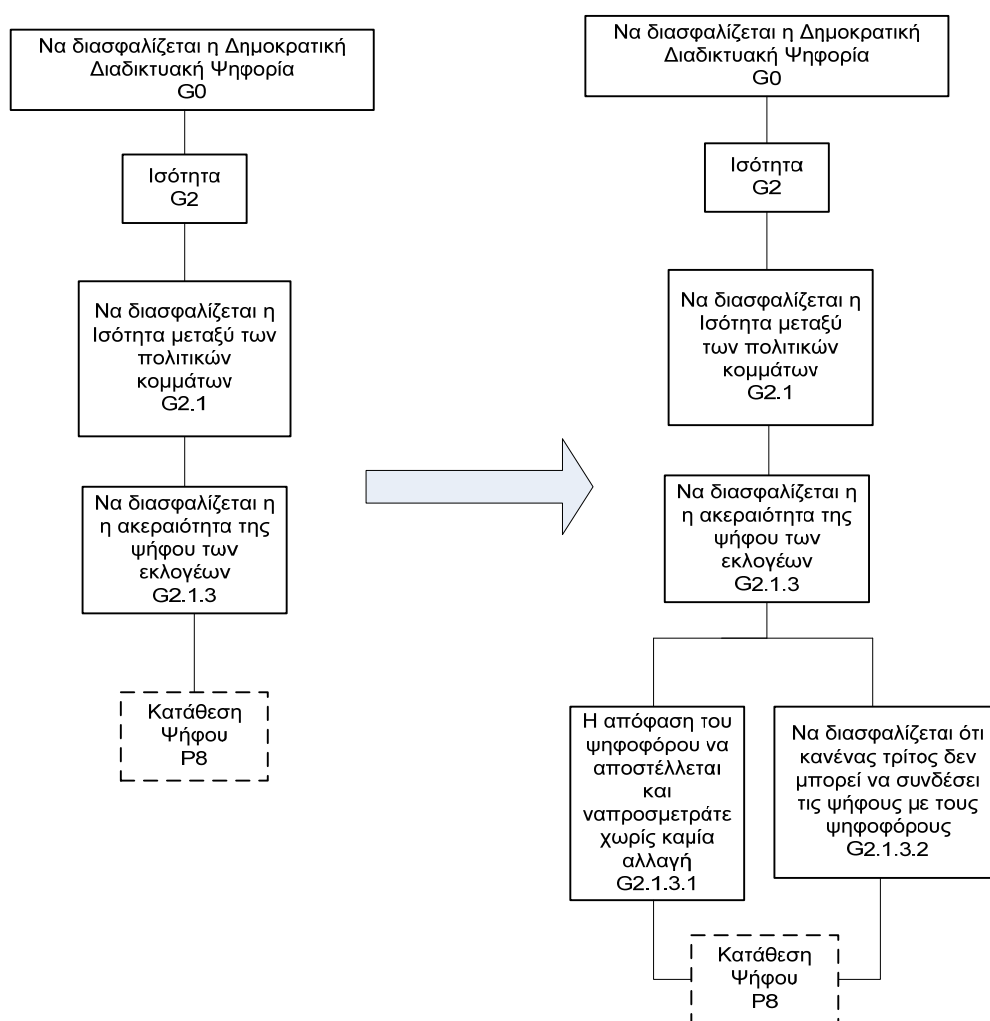 Να διασφαλίζεται η Δημοκρατική
Διαδικτυακή Ψηφορία
G0
Ισότητα
G2
Να διασφαλίζεται η
Ισότητα μεταξύ των
πολιτικών
κομμάτων
G2.1
Να διασφαλίζεται η
η ακεραιότητα της
ψήφου των
εκλογέων
G2.1.3
Κατάθεση
Ψήφου
P8
Να διασφαλίζεται η Δημοκρατική
Διαδικτυακή Ψηφορία
G0
Ισότητα
G2
Να διασφαλίζεται η
Ισότητα μεταξύ
των πολιτικών
κομμάτων
G2.1
Να διασφαλίζεται η
η ακεραιότητα της
ψήφου των
εκλογέων
G2.1.3
Η απόφαση του
ψηφοφόρου να
αποστέλλεται
και
ναπροσμετράτε
χωρίς καμία
αλλαγή
G2.1.3.1
Να διασφαλίζεται ότι
κανένας τρίτος δεν
μπορεί να συνδέσει
τις ψήφους με τους
ψηφοφόρους
G2.1.3.2
Κατάθεση
Ψήφου
P8